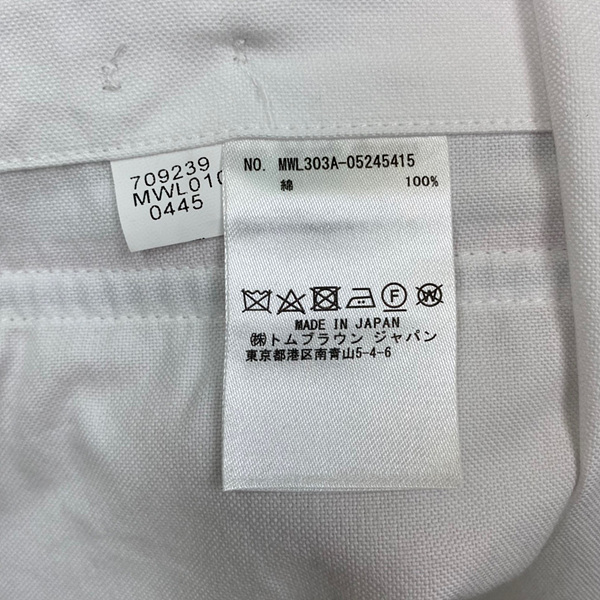 709239
MWL010
0445
NO. MWL303A-05245415
綿 100%
F
W
MADE IN JAPAN
㈱トムブラウン ジャパン
東京都港区南青山5-4-6